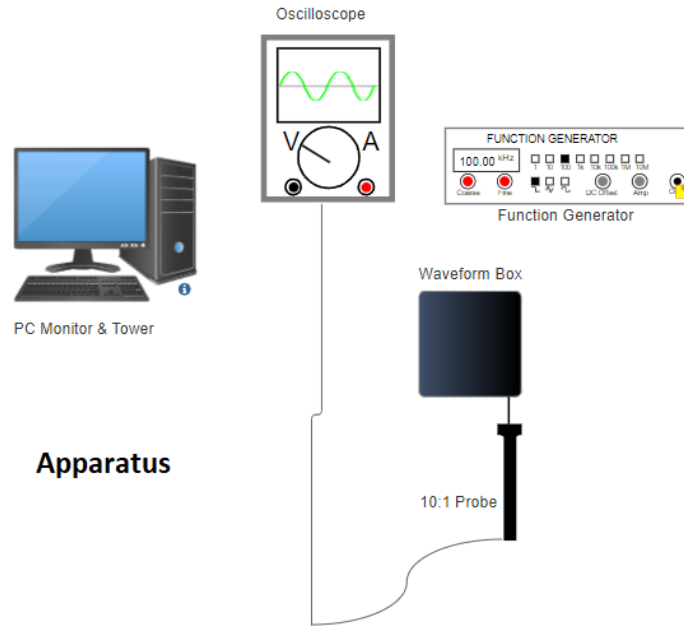 Oscilloscope
V A
FUNCTION GENERATOR
100.00 kHz
1 10 100 1k 10k 100k 1M 10M
Coarse Fine DC Offset Amp
Function Generator
Waveform Box
i
PC Monitor & Tower
Apparatus
10:1 Probe